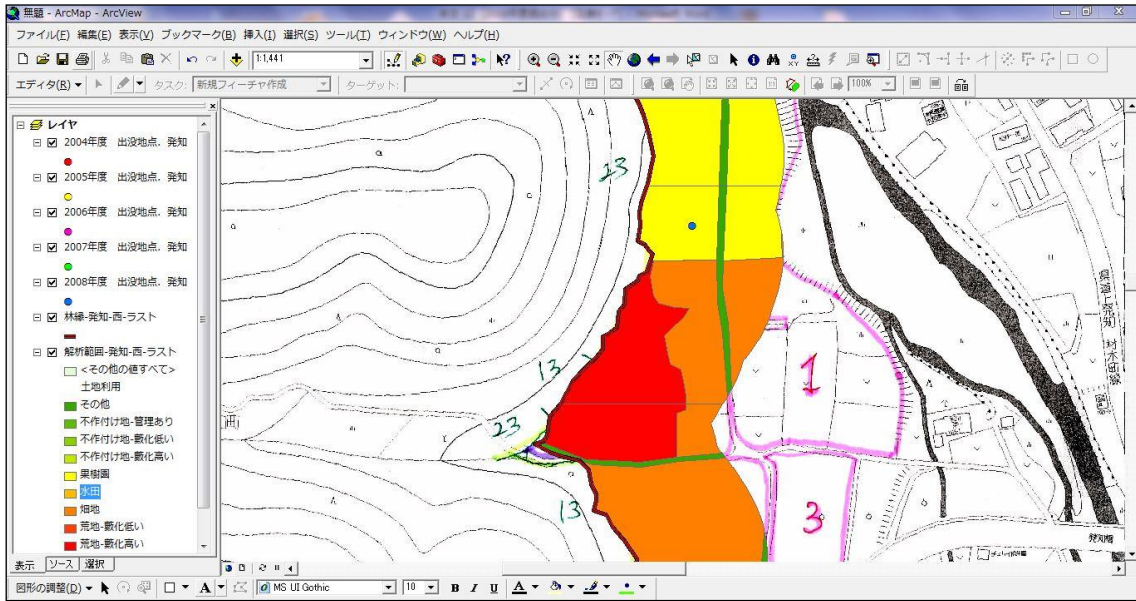 無題 - ArcMap - ArcView
ファイル(F) 編集(E) 表示(V) ブックマーク(B) 挿入(I) 選択(S) ツール(T) ウィンドウ(W) ヘルプ(H)
1:1,441
エディタ(R) タスク: 新規フィーチャ作成 ターゲット: 100%
レイヤ
2004年度 出没地点．発知
2005年度 出没地点．発知
2006年度 出没地点．発知
2007年度 出没地点．発知
2008年度 出没地点．発知
林縁-発知-西-ラスト
解析範囲-発知-西-ラスト
<その他の値すべて>
土地利用
その他
不作付け地-管理あり
不作付け地-藪化低い
不作付け地-藪化高い
果樹園
水田
畑地
荒地-藪化低い
荒地-藪化高い
23
13
23
13
1
3
表示 ソース 選択
図形の調整(D) A MS UI Gothic 10 B I U A